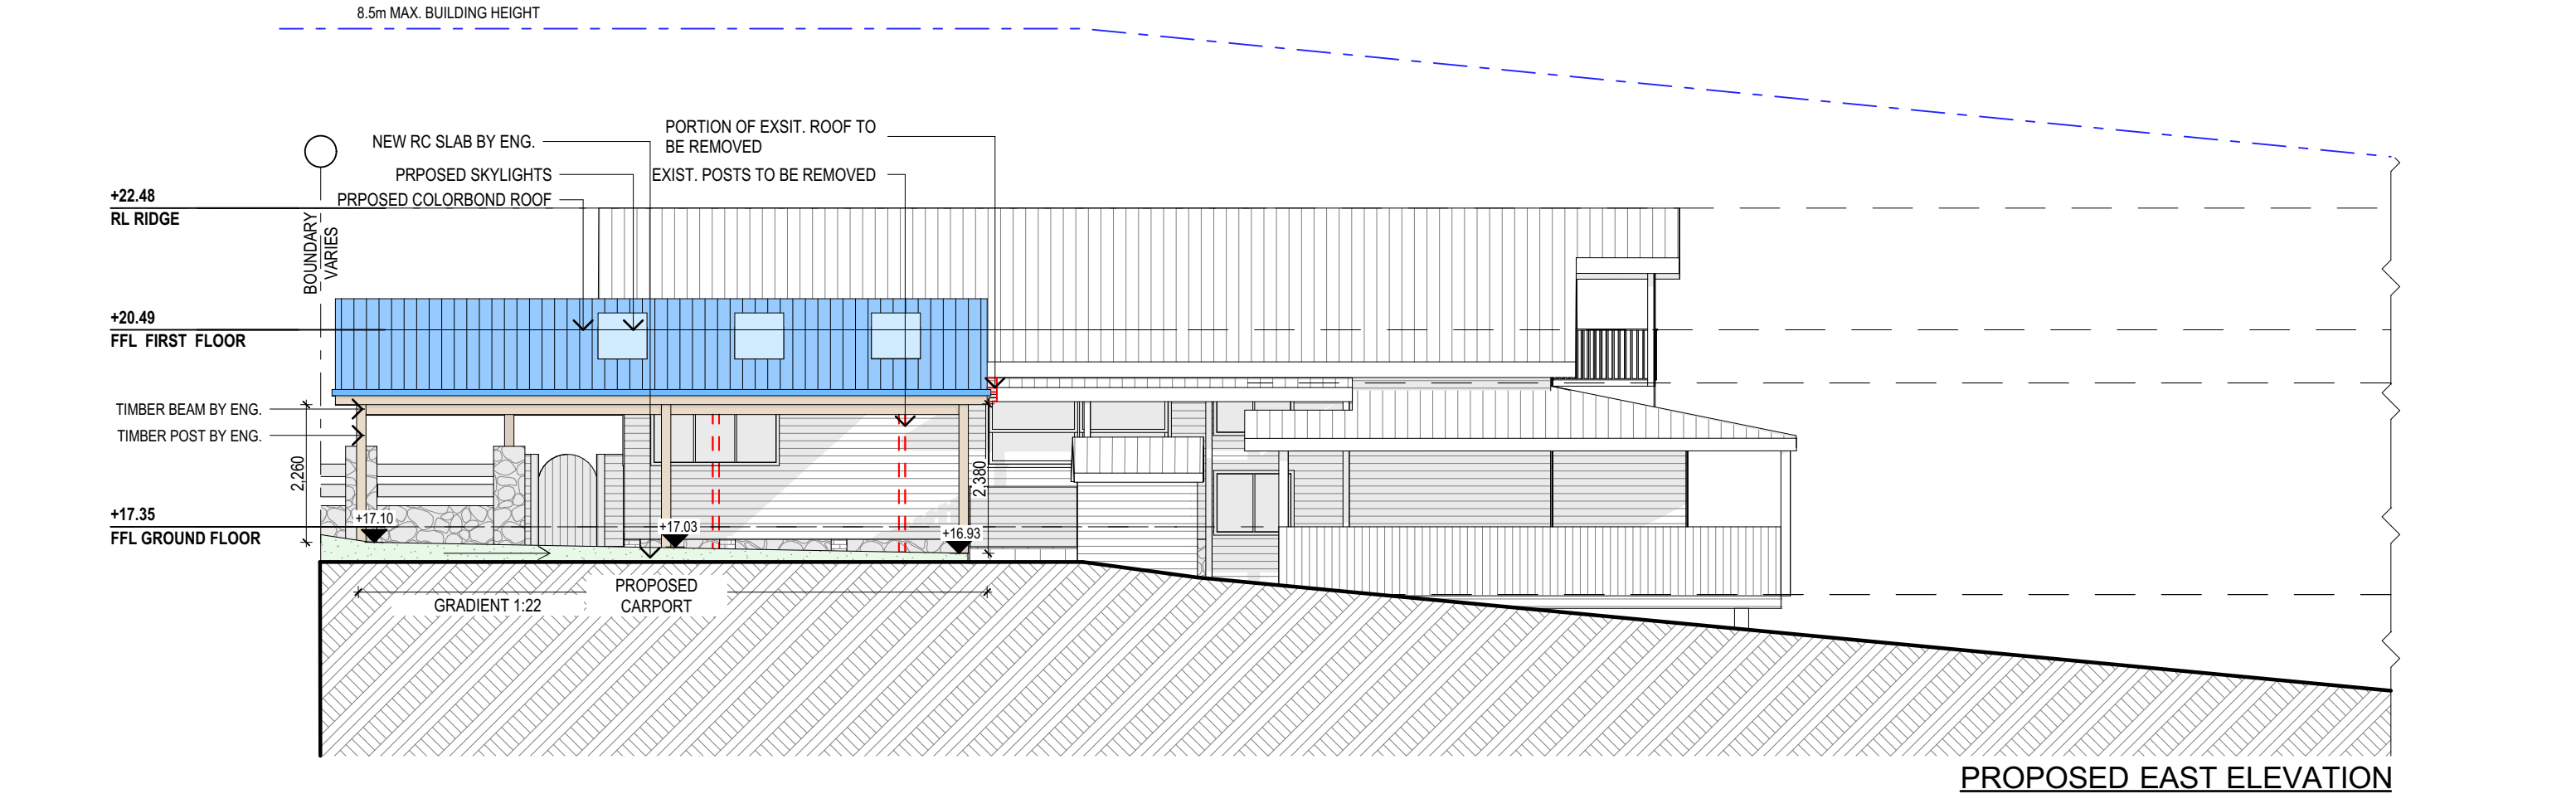 8.5m MAX. BUILDING HEIGHT
PORTION OF EXSIT. ROOF TO
BE REMOVED
NEW RC SLAB BY ENG.
PRPOSED SKYLIGHTS
EXIST. POSTS TO BE REMOVED
PRPOSED COLORBOND ROOF
+22.48
RL RIDGE
BOUNDARY
VARIES
+20.49
FFL FIRST FLOOR
TIMBER BEAM BY ENG.
TIMBER POST BY ENG.
2,260
2,380
+17.35
FFL GROUND FLOOR
+17.10
+17.03
+16.93
PROPOSED
CARPORT
GRADIENT 1:22
PROPOSED EAST ELEVATION